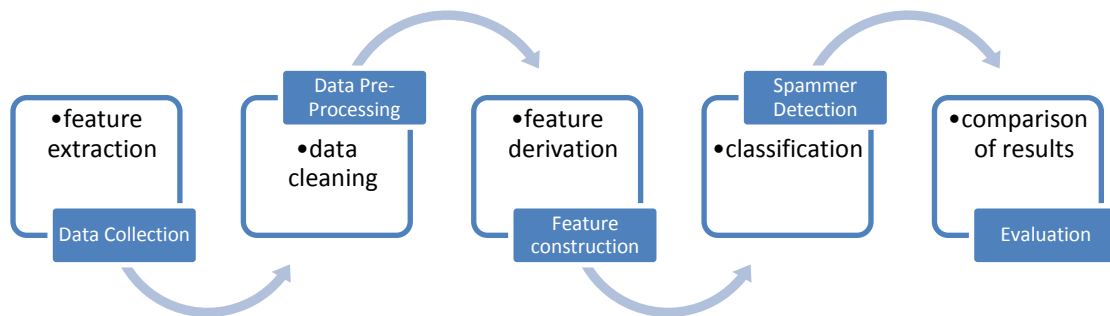 •feature
extraction
Data Collection
Data Pre-
Processing
•data
cleaning
•feature
derivation
Feature
construction
Spammer
Detection
•classification
•comparison
of results
Evaluation